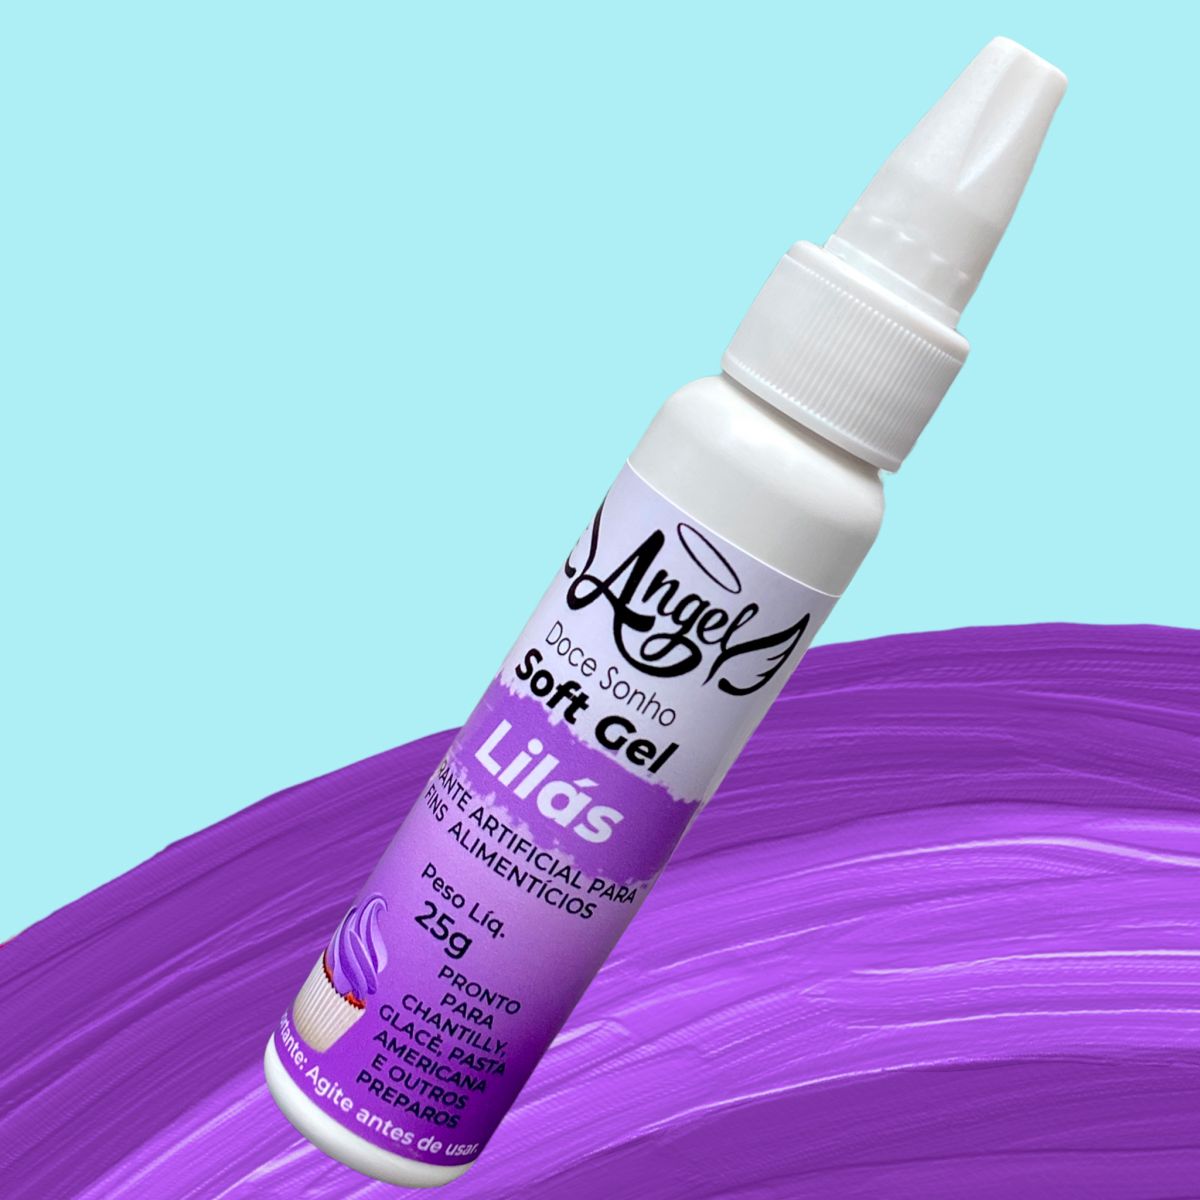 Angel
Doce Sonho
Soft Gel
Lilás
RANTE ARTIFICIAL PARA
FINS ALIMENTÍCIOS
Peso Líq.
25g
PRONTO
PARA
CHANTILLY,
GLACÊ, PASTA
AMERICANA
E OUTROS
PREPAROS
ortante: Agite antes de usar.